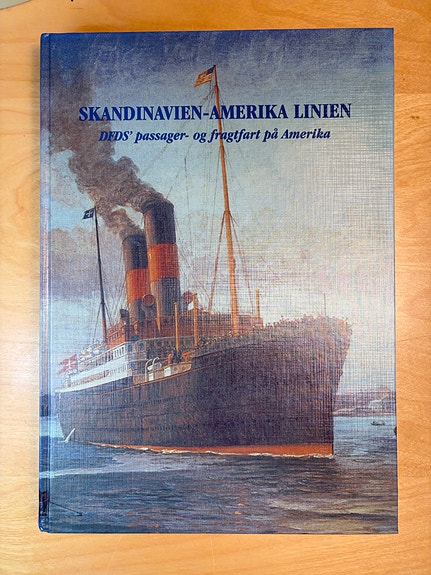 SKANDINAVIEN-AMERIKA LINIEN
DFDS' passager- og fragtfart på Amerika